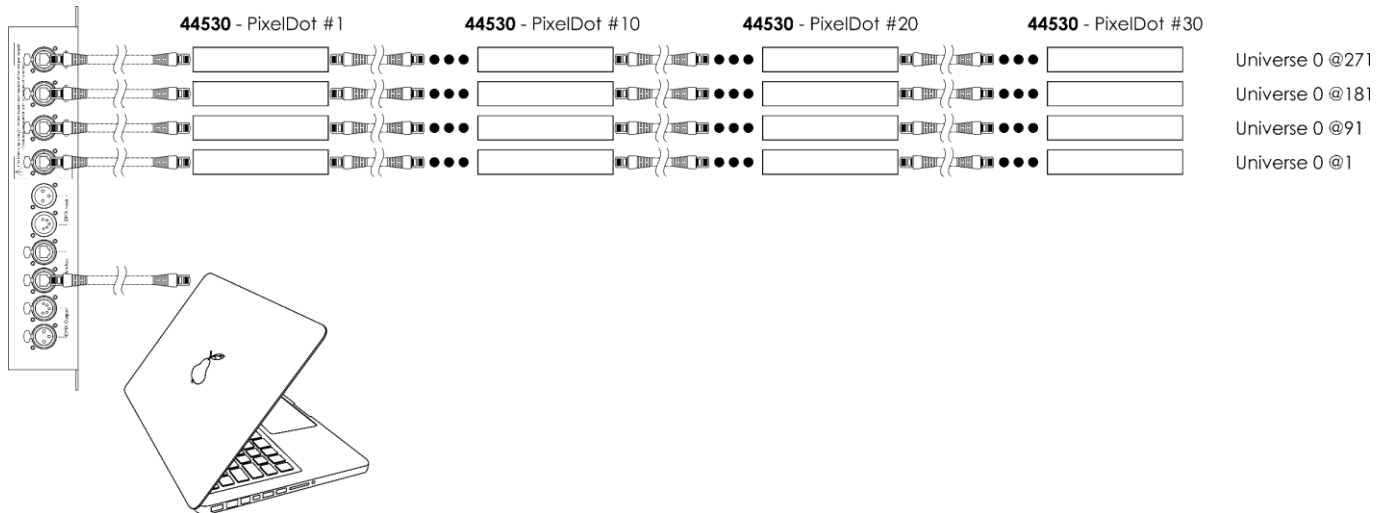 44530 - PixelDot #1
44530 - PixelDot #10
44530 - PixelDot #20
44530 - PixelDot #30
Universe 0 @271
Universe 0 @181
Universe 0 @91
Universe 0 @1